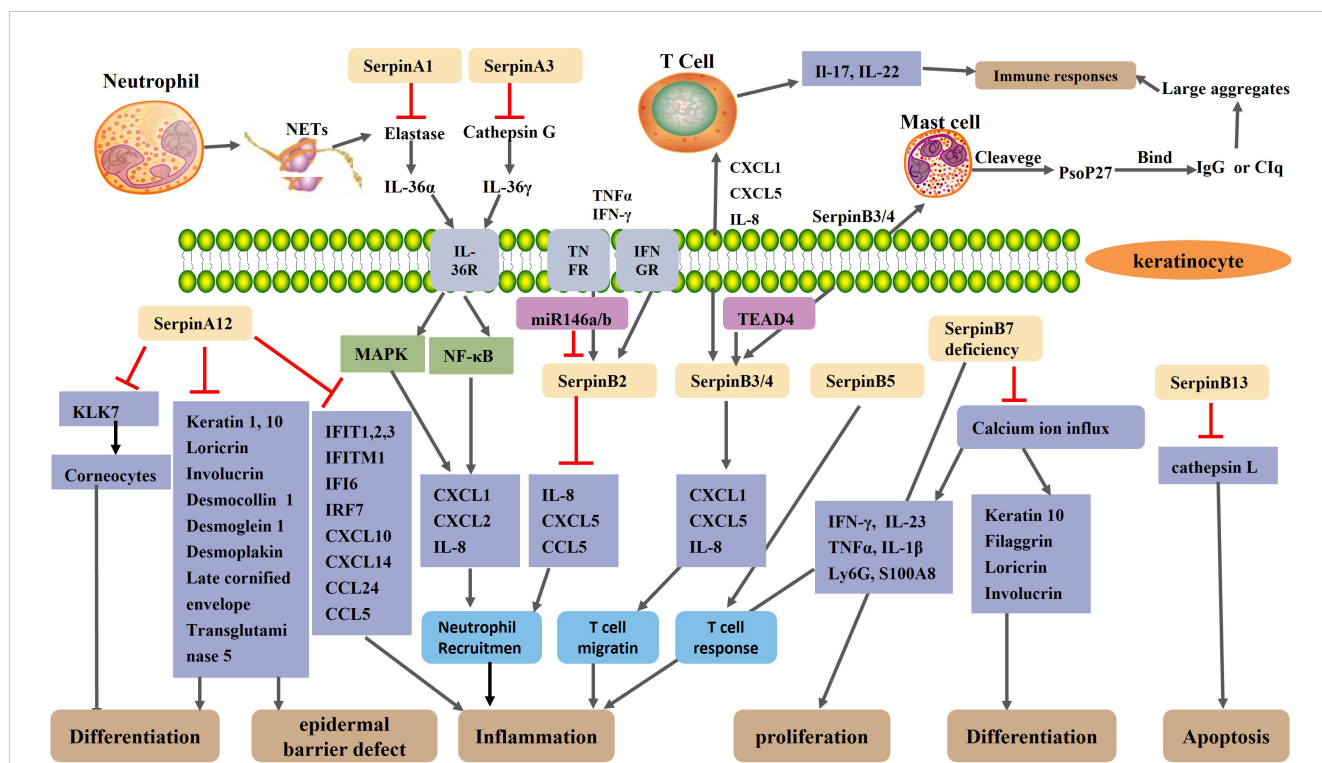 Neutrophil
NETs
SerpinA1
SerpinA3
Elastase
Cathepsin G
IL-36α
IL-36γ
T Cell
Il-17, IL-22
Immune responses
Large aggregates
Mast cell
Cleavege
PsoP27
Bind
IgG or CIq
CXCL1
CXCL5
IL-8
TNFα
IFN-γ
SerpinB3/4
IL-
36R
TN
FR
IFN
GR
keratinocyte
SerpinA12
miR146a/b
TEAD4
SerpinB7
deficiency
MAPK
NF-κB
SerpinB2
SerpinB3/4
SerpinB5
SerpinB13
KLK7
Corneocytes
Keratin 1, 10
Loricrin
Involucrin
Desmocollin 1
Desmoglein 1
Desmoplakin
Late cornified
envelope
Transglutami
nase 5
IFIT1,2,3
IFITM1
IFI6
IRF7
CXCL10
CXCL14
CCL24
CCL5
CXCL1
CXCL2
IL-8
IL-8
CXCL5
CCL5
CXCL1
CXCL5
IL-8
Calcium ion influx
cathepsin L
IFN-γ, IL-23
TNFα, IL-1β
Ly6G, S100A8
Keratin 10
Filaggrin
Loricrin
Involucrin
Neutrophil
Recruitmen
T cell
migratin
T cell
response
Differentiation
epidermal
barrier defect
Inflammation
proliferation
Differentiation
Apoptosis